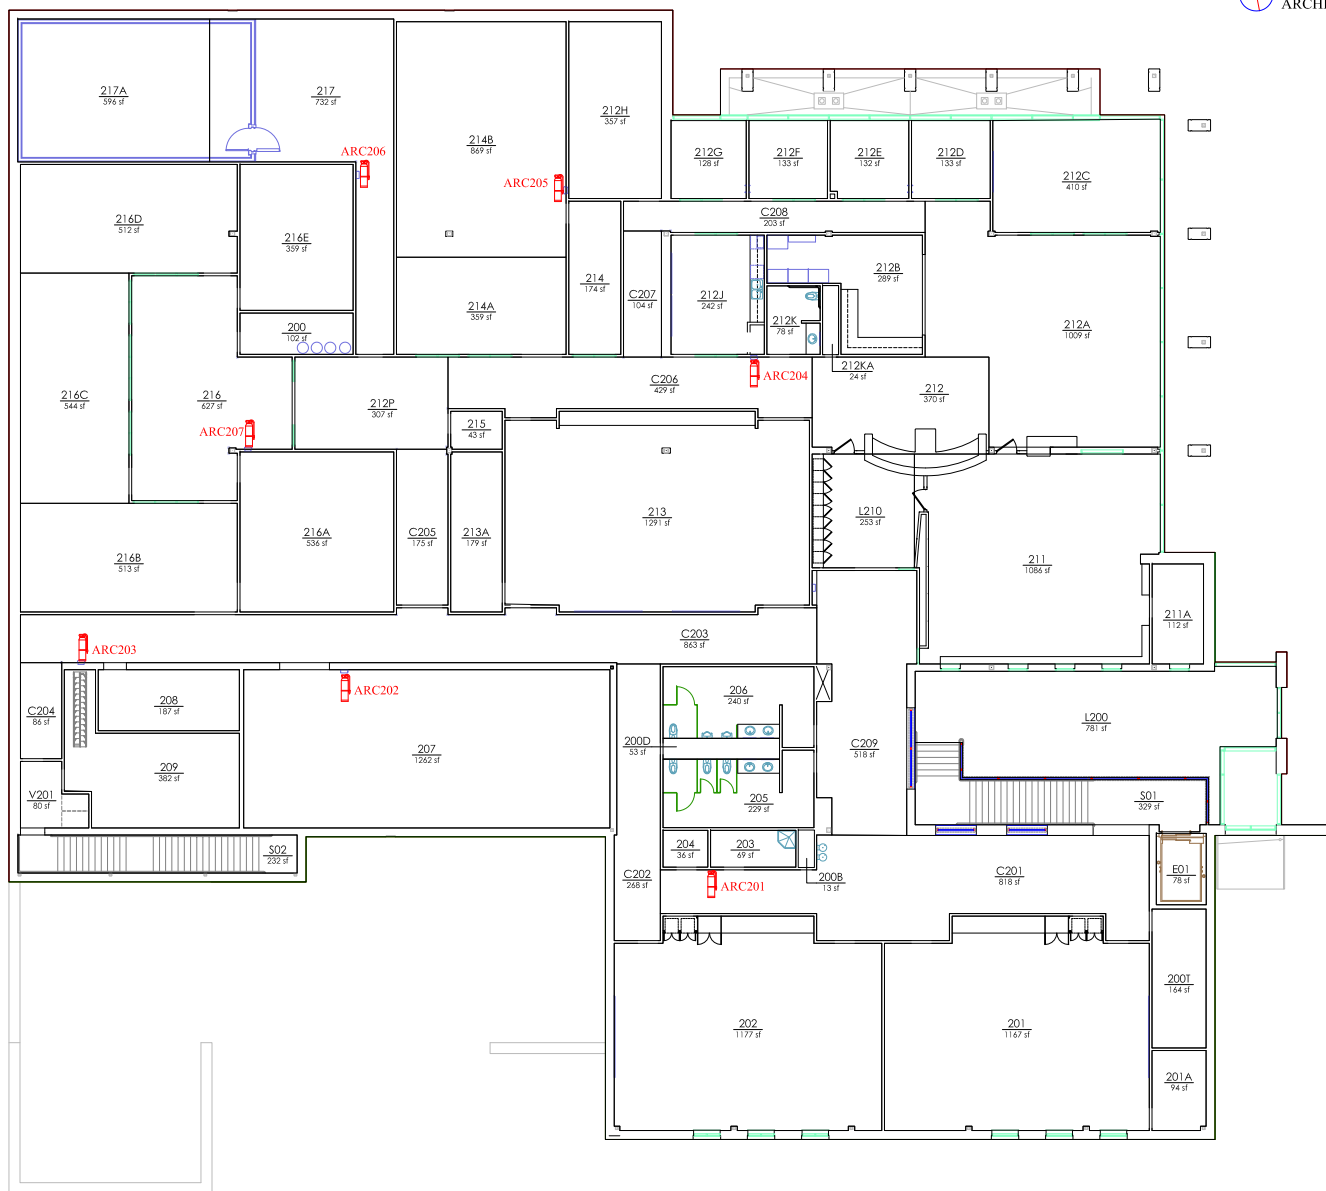 ARCHI
217A
596 sf
217
732 sf
ARC206
214B
869 sf
ARC205
212H
357 sf
212G
128 sf
212F
133 sf
212E
132 sf
212D
133 sf
212C
410 sf
216D
512 sf
216E
359 sf
C208
203 sf
214
174 sf
C207
104 sf
212J
242 sf
212B
289 sf
212K
78 sf
212A
1009 sf
200
102 sf
214A
359 sf
212KA
24 sf
216C
544 sf
216
627 sf
ARC207
212P
307 sf
C206
429 sf
ARC204
212
370 sf
215
43 sf
216B
513 sf
216A
536 sf
C205
175 sf
213A
179 sf
213
1291 sf
L210
253 sf
211
1086 sf
211A
112 sf
ARC203
C203
863 sf
C204
86 sf
208
187 sf
ARC202
206
240 sf
L200
781 sf
209
382 sf
207
1262 sf
200D
53 sf
C209
518 sf
V201
80 sf
205
229 sf
S01
329 sf
S02
232 sf
204
36 sf
203
69 sf
C202
268 sf
ARC201
200B
13 sf
C201
818 sf
E01
78 sf
202
1177 sf
201
1167 sf
200T
164 sf
201A
94 sf